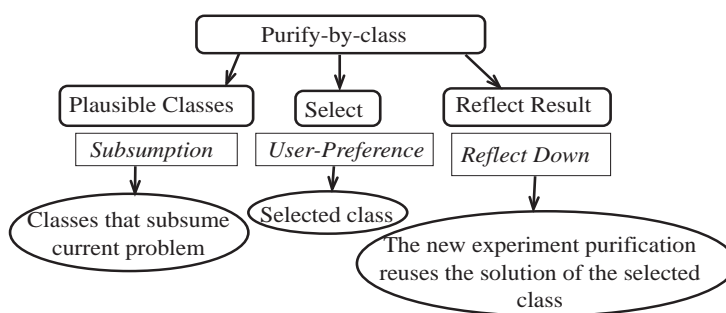 Purify-by-class
Plausible Classes
Select
Reflect Result
Subsumption
User-Preference
Reflect Down
Classes that subsume
current problem
Selected class
The new experiment purification
reuses the solution of the selected
class